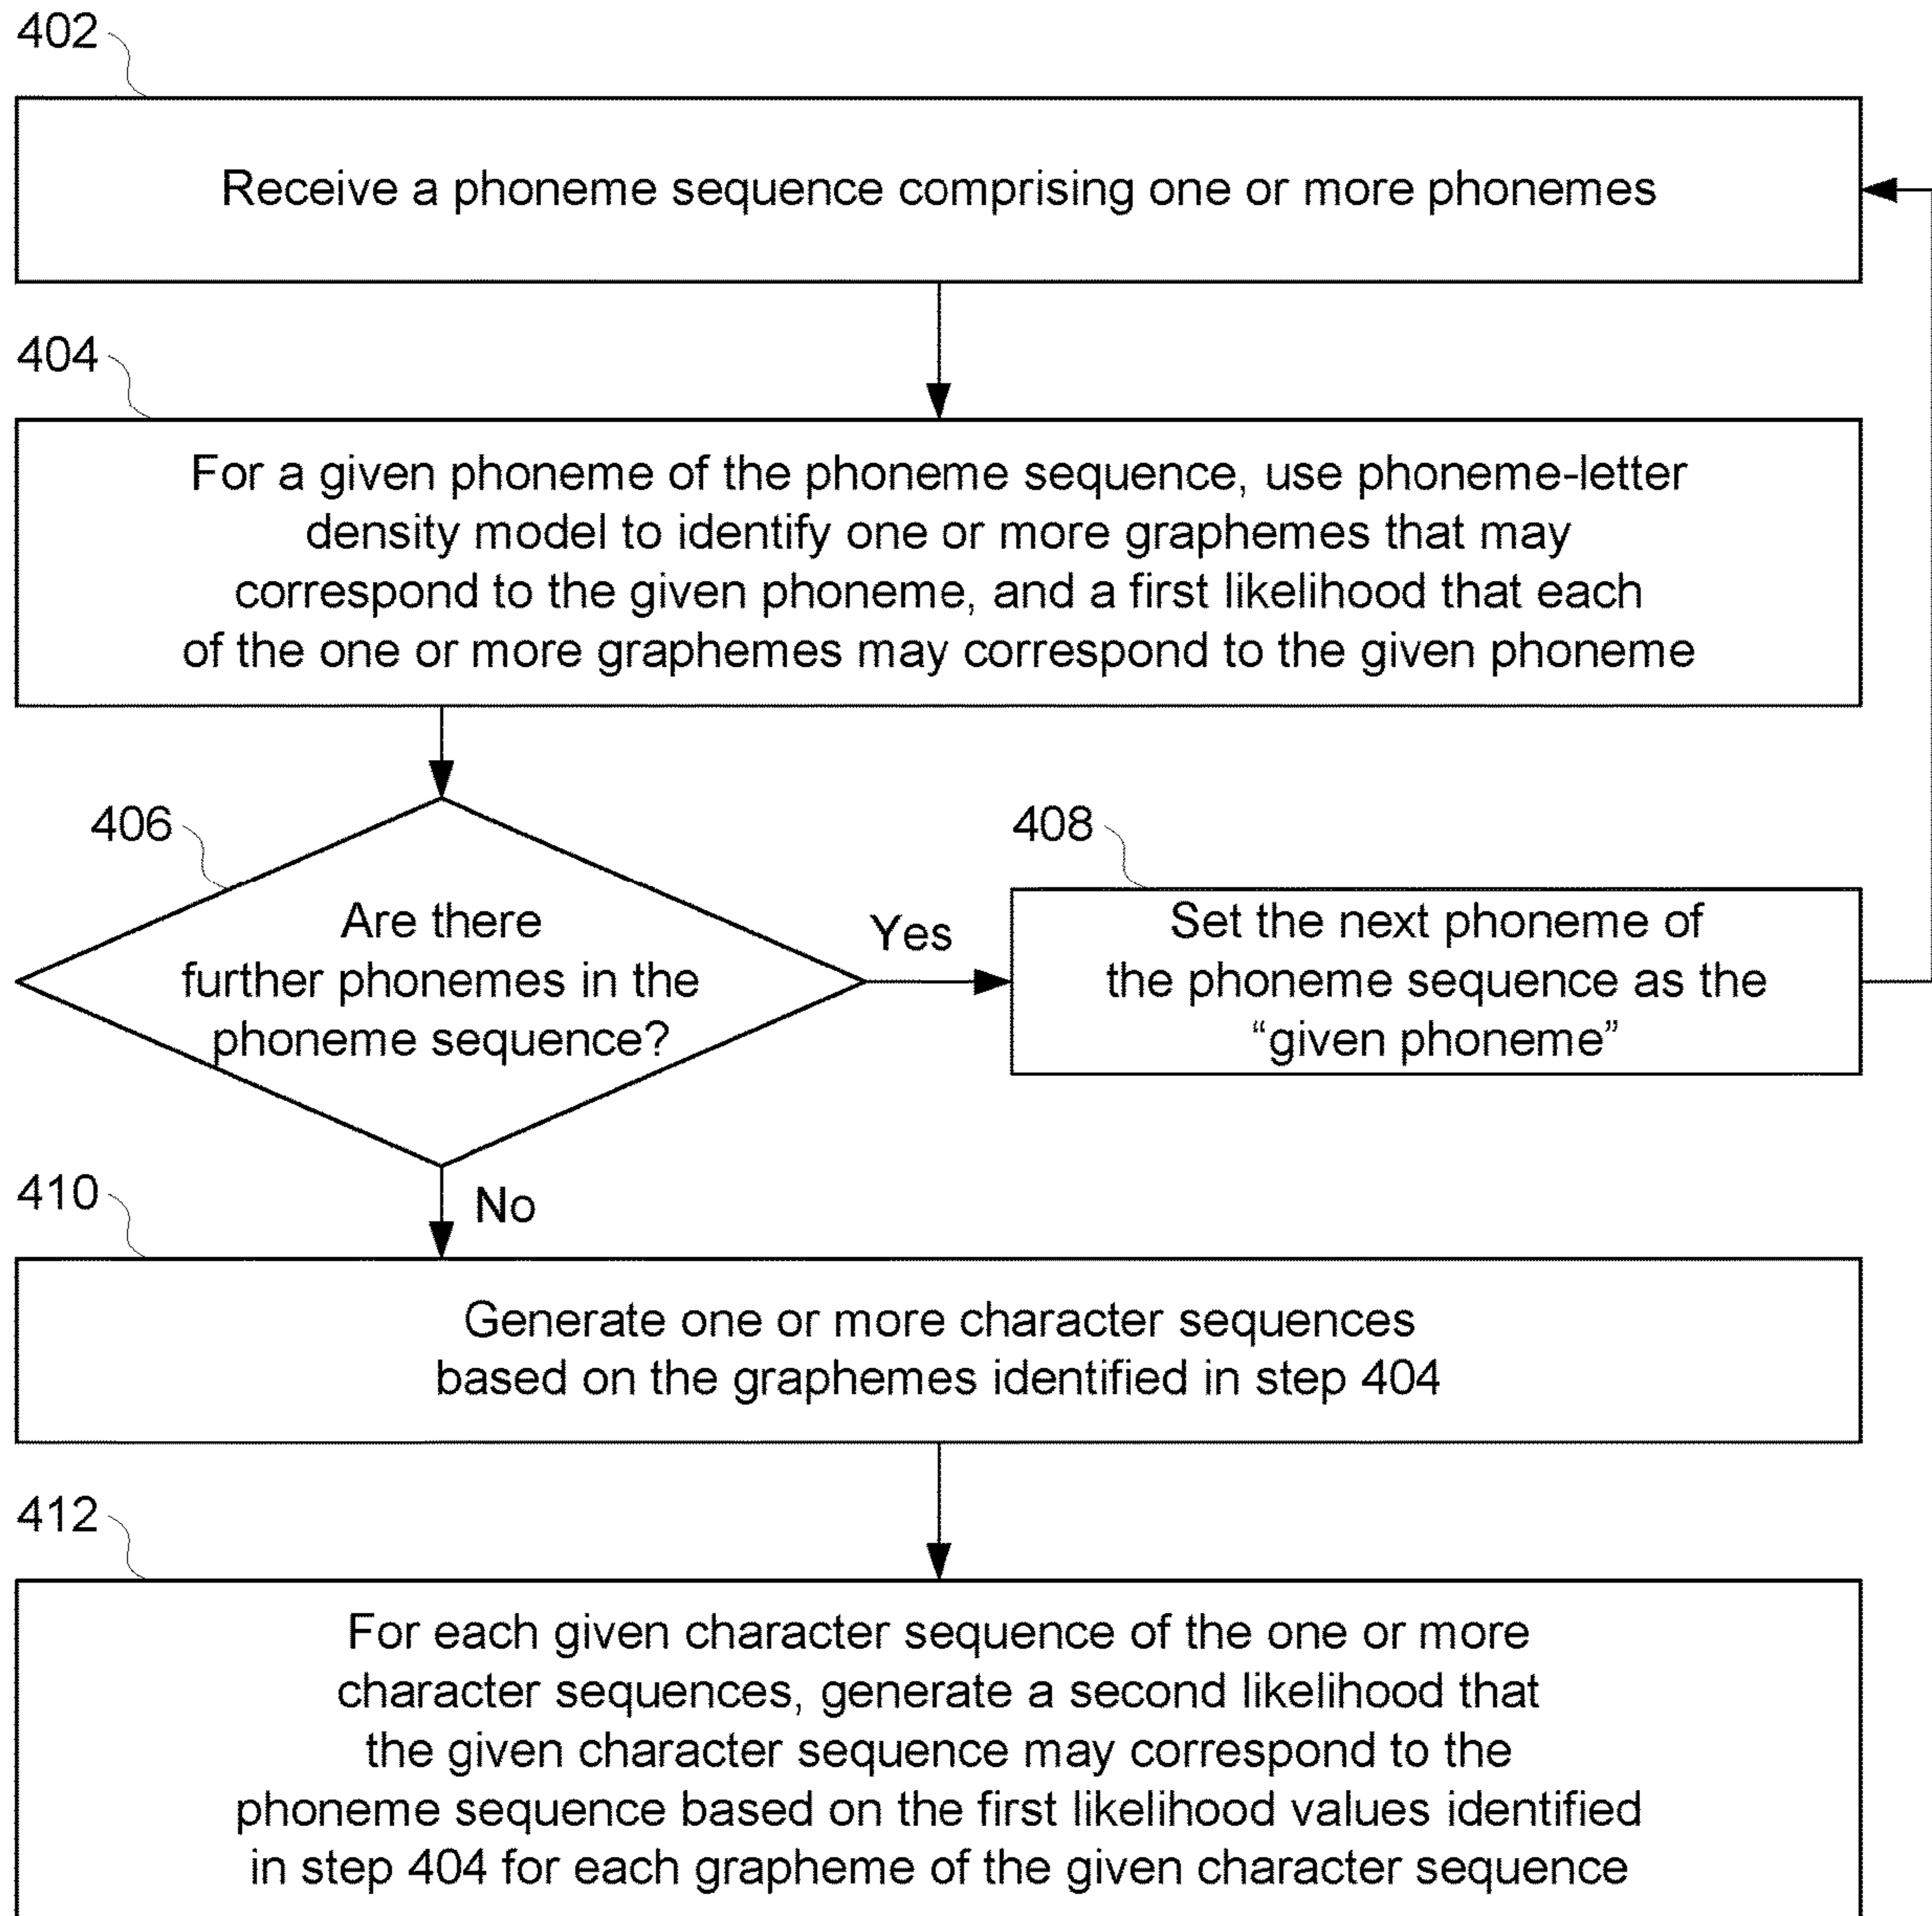 402
Receive a phoneme sequence comprising one or more phonemes
404
For a given phoneme of the phoneme sequence, use phoneme-letter
density model to identify one or more graphemes that may
correspond to the given phoneme, and a first likelihood that each
of the one or more graphemes may correspond to the given phoneme
406
Are there
further phonemes in the
phoneme sequence?
Yes
408
Set the next phoneme of
the phoneme sequence as the
“given phoneme”
No
410
Generate one or more character sequences
based on the graphemes identified in step 404
412
For each given character sequence of the one or more
character sequences, generate a second likelihood that
the given character sequence may correspond to the
phoneme sequence based on the first likelihood values identified
in step 404 for each grapheme of the given character sequence